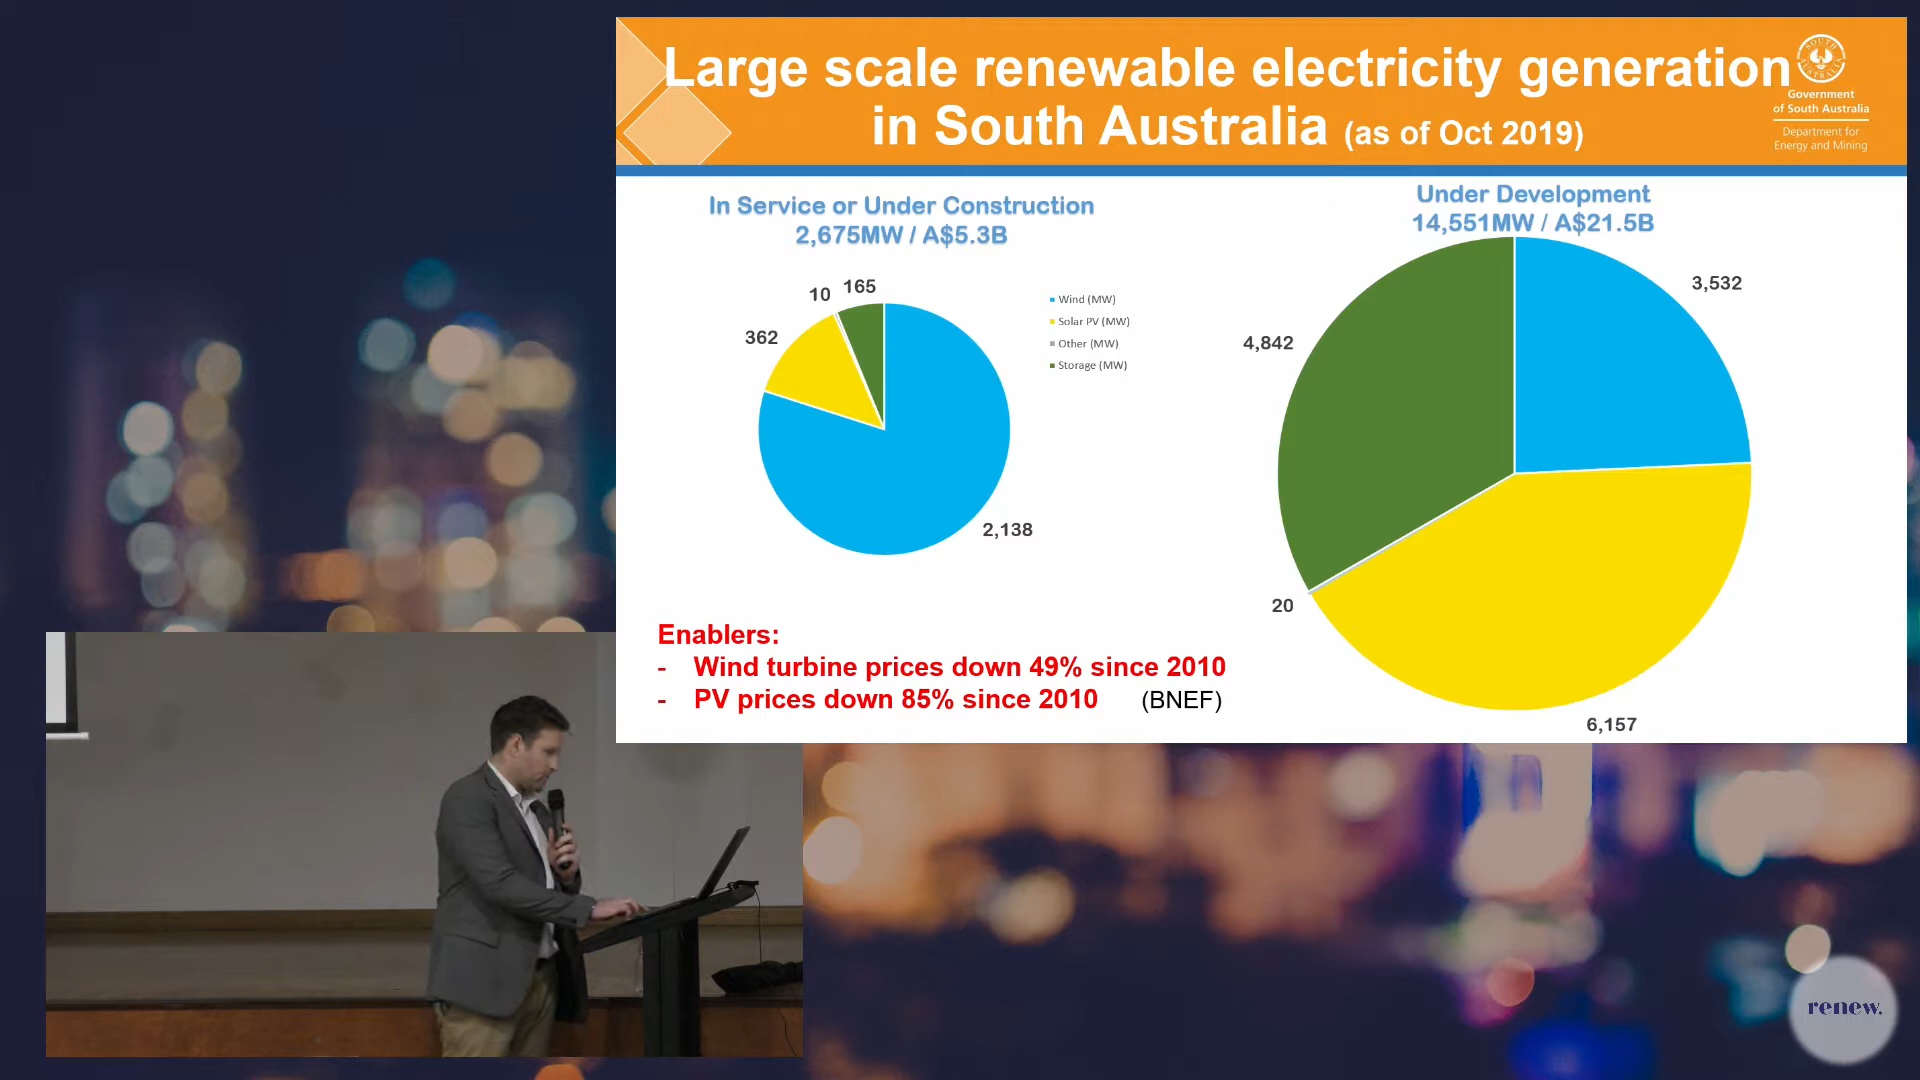 Large scale renewable electricity generation
in South Australia (as of Oct 2019)
SOUTH AUSTRALIA
Government
of South Australia
Department for
Energy and Mining
In Service or Under Construction
2,675MW / A$5.3B
10
165
362
2,138
Wind (MW)
Solar PV (MW)
Other (MW)
Storage (MW)
Under Development
14,551MW / A$21.5B
3,532
4,842
20
6,157
Enablers:
- Wind turbine prices down 49% since 2010
- PV prices down 85% since 2010 (BNEF)
renew.